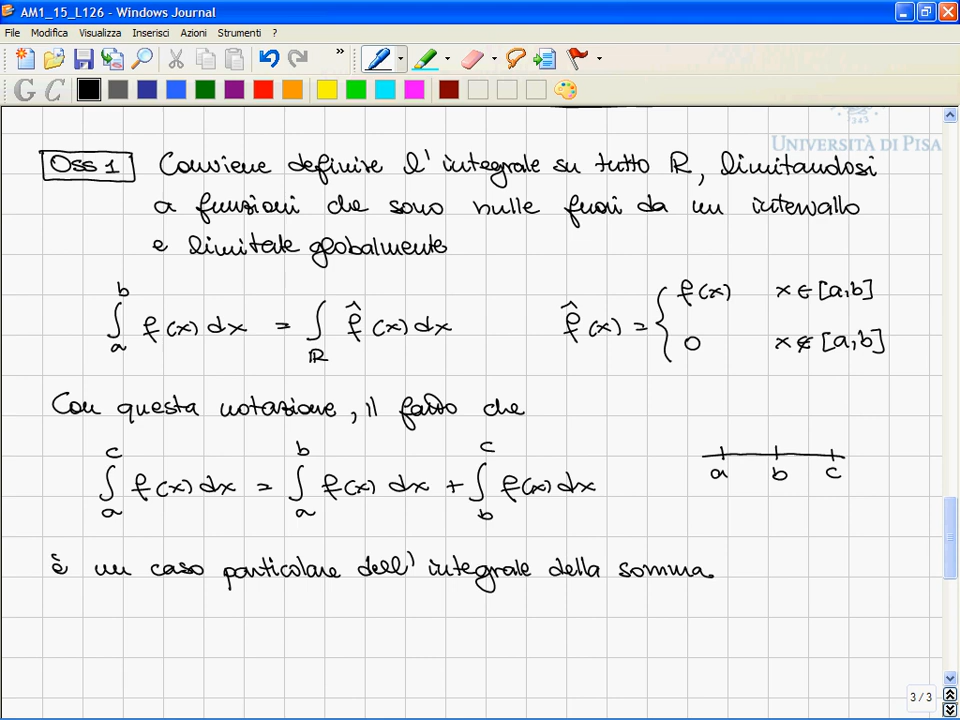 AM1_15_L126 - Windows Journal
File Modifica Visualizza Inserisci Azioni Strumenti ?
G C
UNIVERSITÀ DI PISA
Oss 1 Conviene definire l'integrale su tutto ℝ, limitandosi
a funzioni che sono nulle fuori da un intervallo
e limitate globalmente
∫_a^b f(x) dx = ∫_ℝ f̂(x) dx f̂(x) = { f(x) x ∈ [a,b]
0 x ∉ [a,b]
Con questa notazione, il fatto che
∫_a^c f(x) dx = ∫_a^b f(x) dx + ∫_b^c f(x) dx
a b c
è un caso particolare dell'integrale della somma.
3 / 3